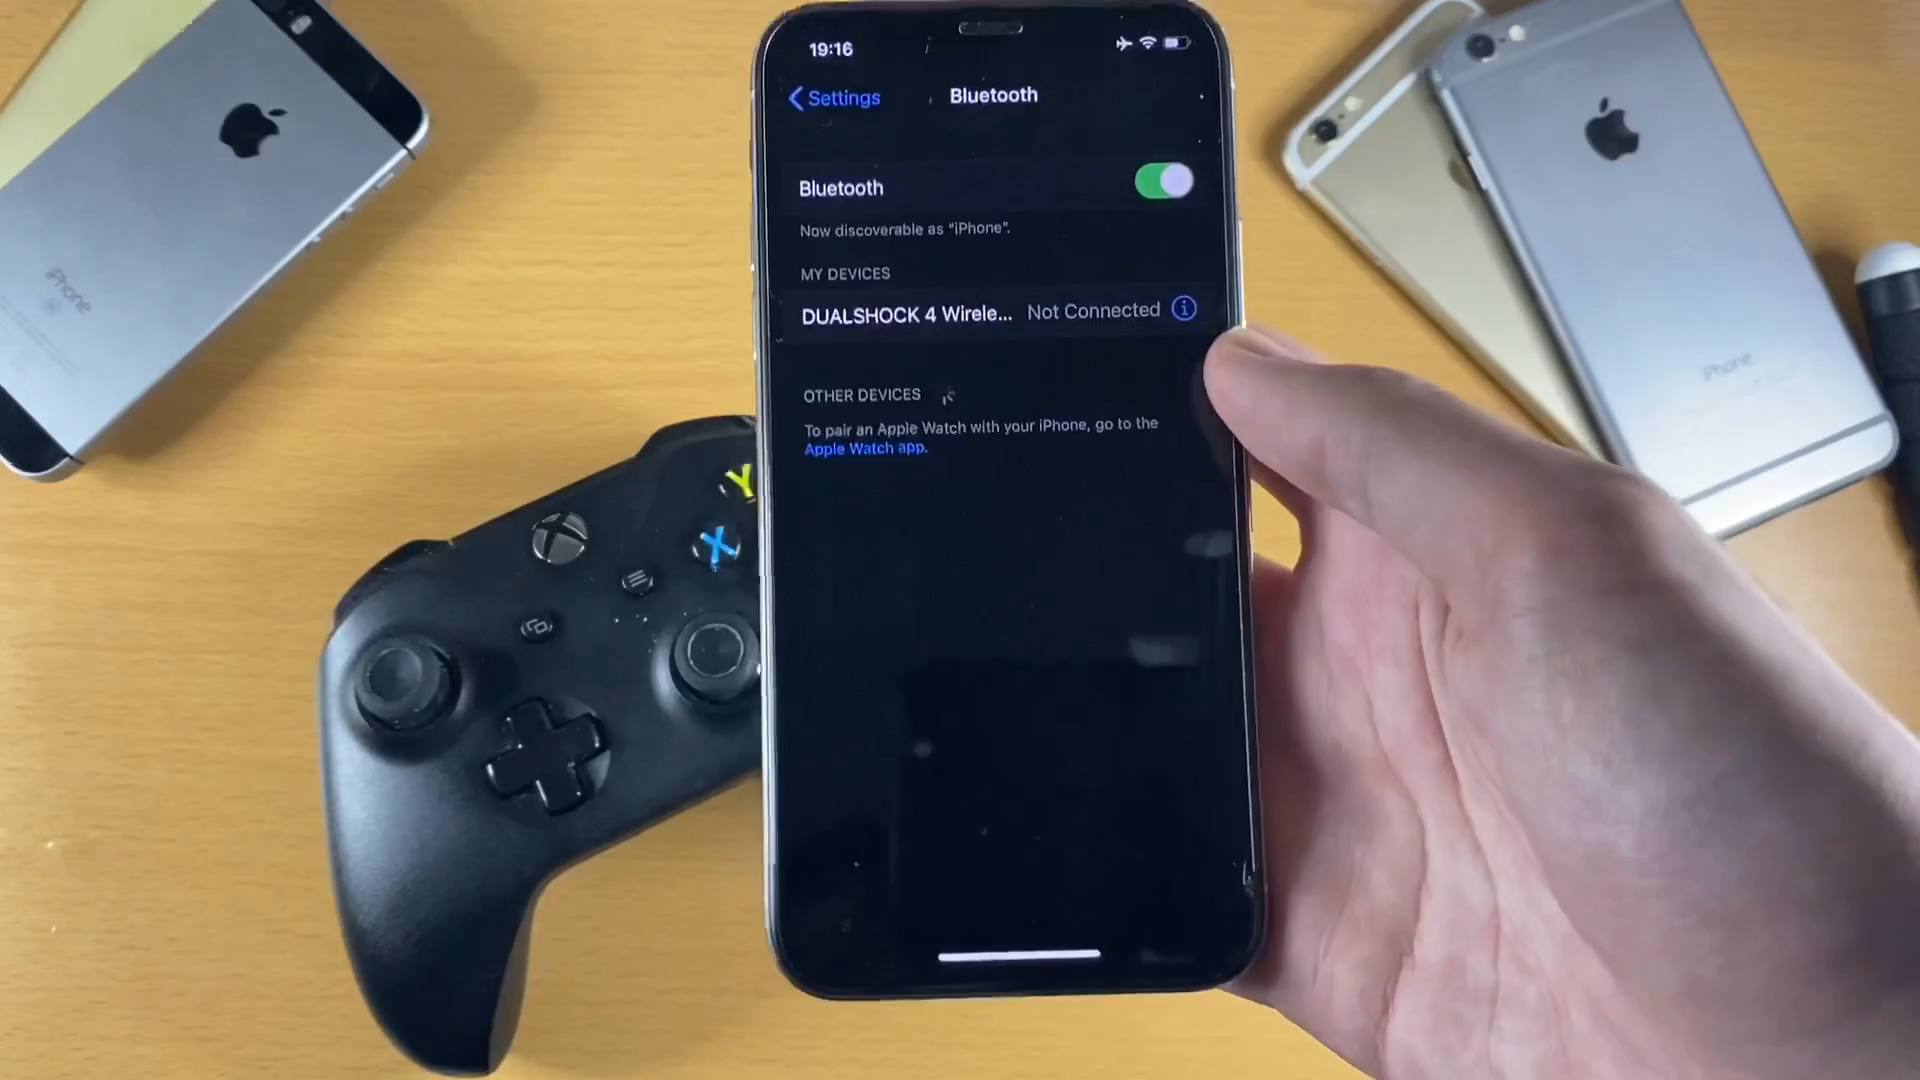 19:16
Settings
Bluetooth
Bluetooth
Now discoverable as “iPhone”.
MY DEVICES
DUALSHOCK 4 Wirele... Not Connected
OTHER DEVICES
To pair an Apple Watch with your iPhone, go to the
Apple Watch app.
Y
X
iPhone
iPhone